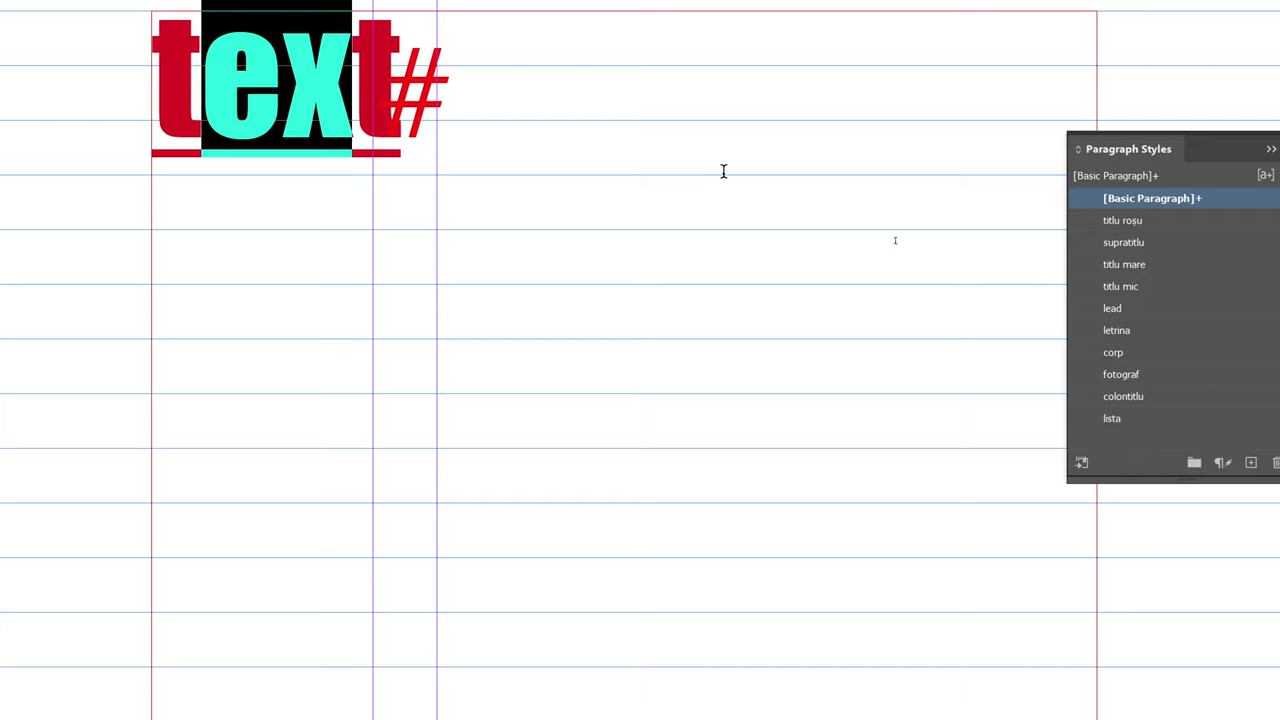 text#
Paragraph Styles
[Basic Paragraph]+
[a+]
[Basic Paragraph]+
titlu roșu
supratitlu
titlu mare
titlu mic
lead
letrina
corp
fotograf
colontitlu
lista